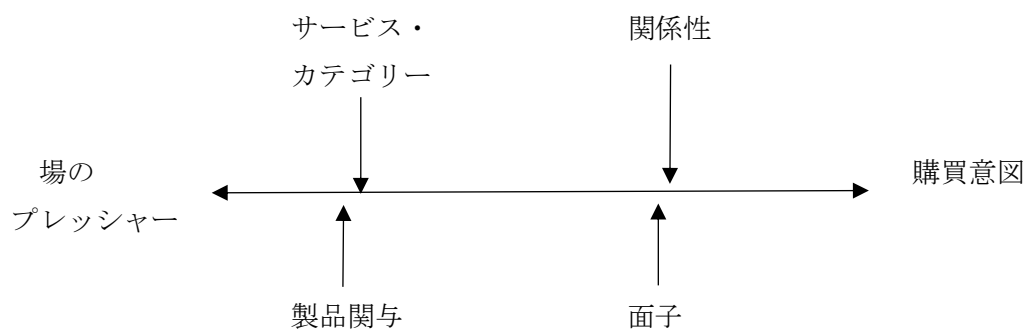 サービス・
カテゴリー
関係性
場の
プレッシャー
購買意図
製品関与
面子